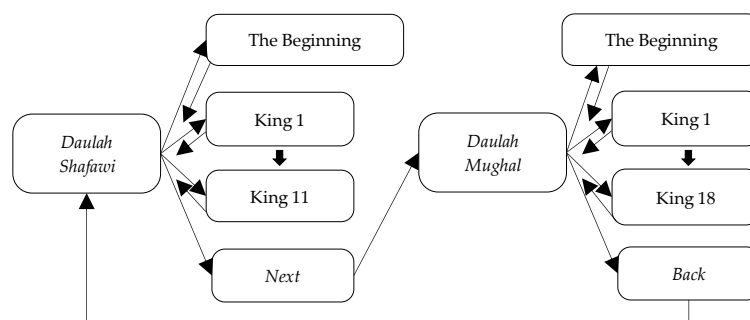 The Beginning
King 1
Daulah
Shafawi
King 11
Next
The Beginning
King 1
Daulah
Mughal
King 18
Back